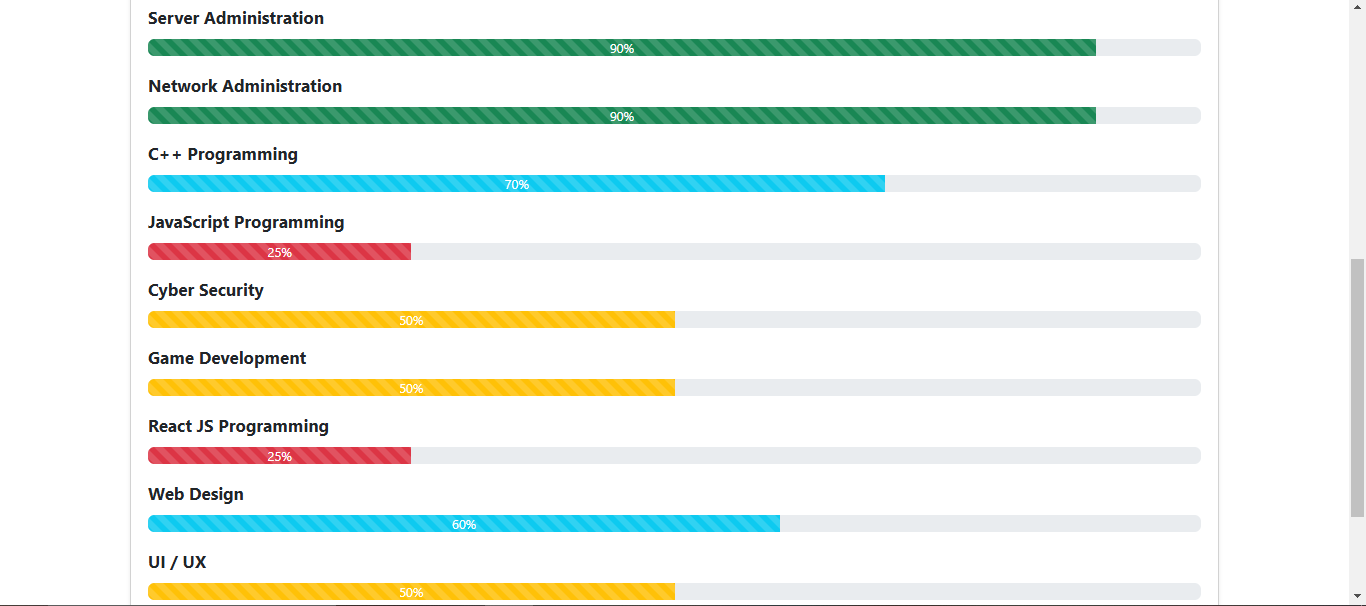 Server Administration
90%
Network Administration
90%
C++ Programming
70%
JavaScript Programming
25%
Cyber Security
50%
Game Development
50%
React JS Programming
25%
Web Design
60%
UI / UX
50%